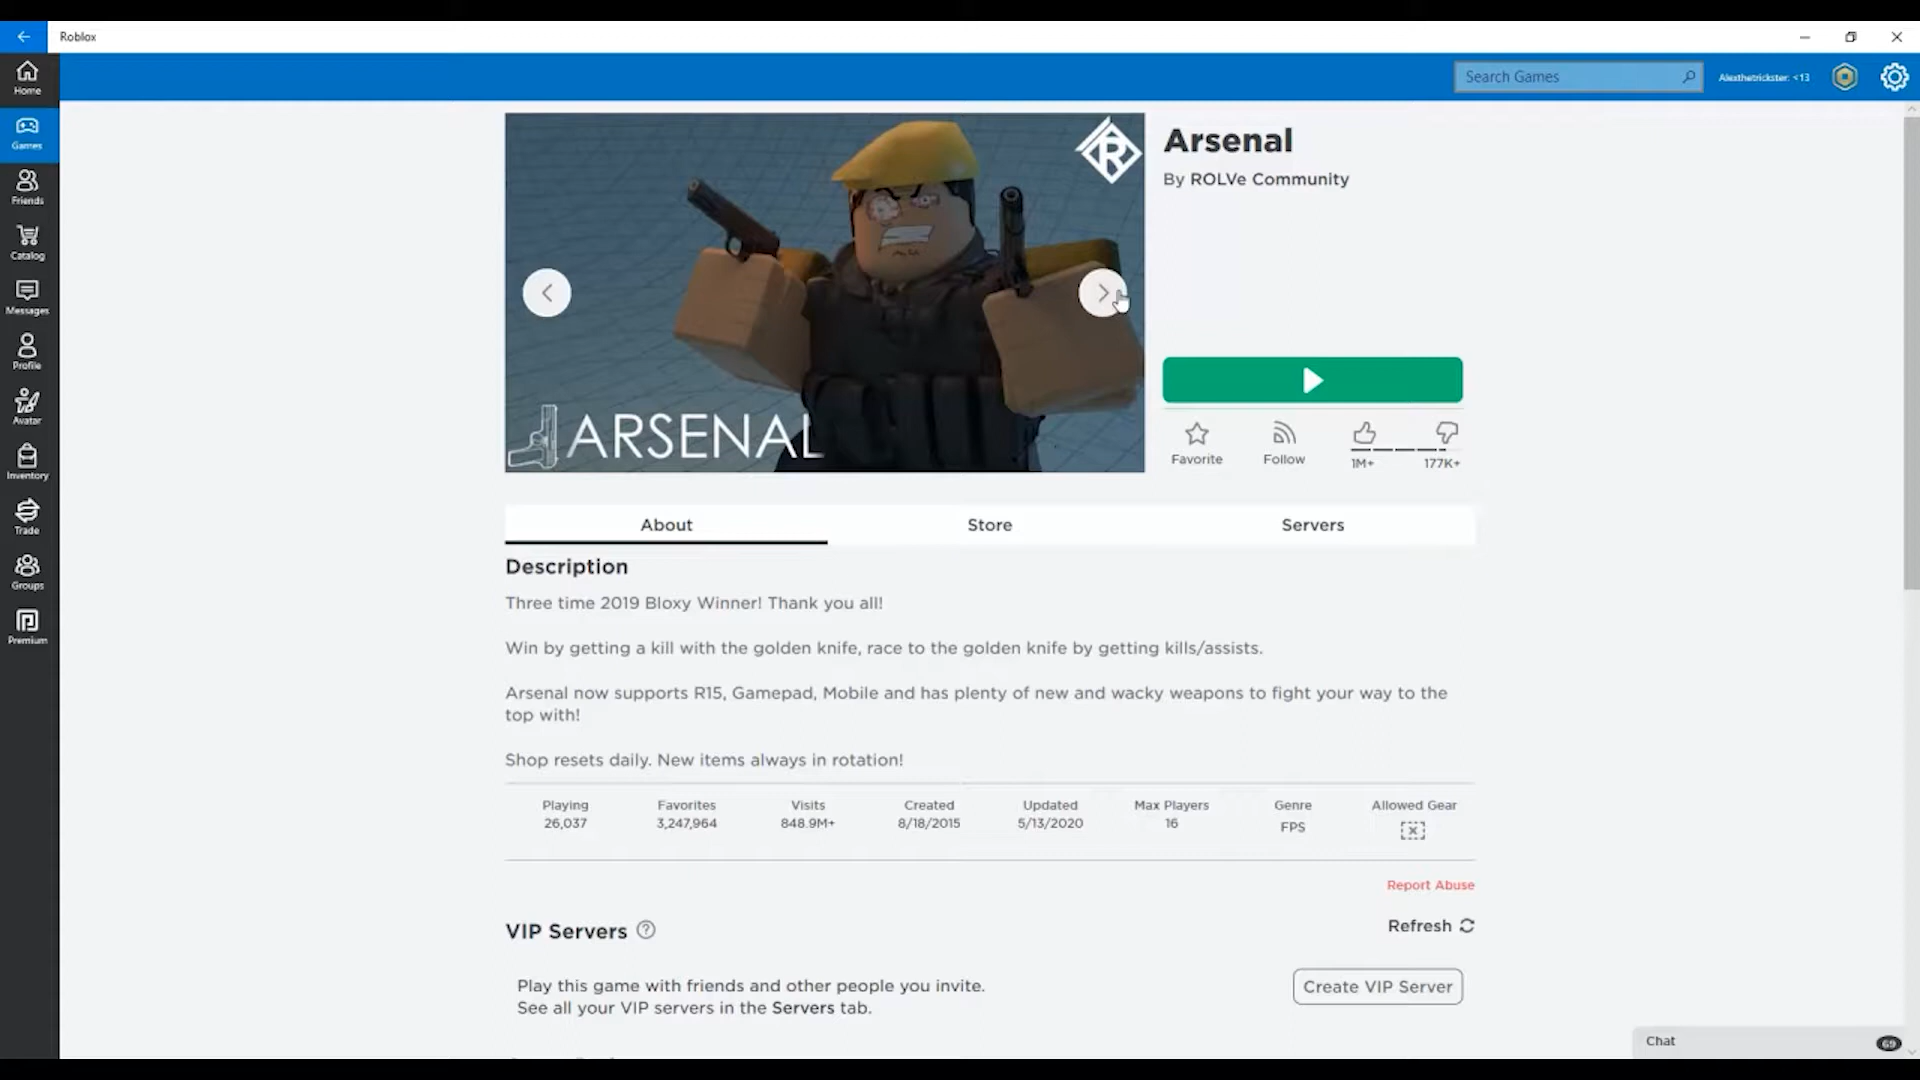 Roblox
Home
Search Games
Alexthetrickster: <13
Games
Friends
Catalog
Messages
Profile
Avatar
Inventory
Trade
Groups
Premium
R
ARSENAL
Arsenal
By ROLVe Community
Favorite
Follow
1M+
177K+
About
Store
Servers
Description
Three time 2019 Bloxy Winner! Thank you all!
Win by getting a kill with the golden knife, race to the golden knife by getting kills/assists.
Arsenal now supports R15, Gamepad, Mobile and has plenty of new and wacky weapons to fight your way to the
top with!
Shop resets daily. New items always in rotation!
Playing
26,037
Favorites
3,247,964
Visits
848.9M+
Created
8/18/2015
Updated
5/13/2020
Max Players
16
Genre
FPS
Allowed Gear
Report Abuse
VIP Servers
Refresh
Play this game with friends and other people you invite.
See all your VIP servers in the Servers tab.
Create VIP Server
Chat